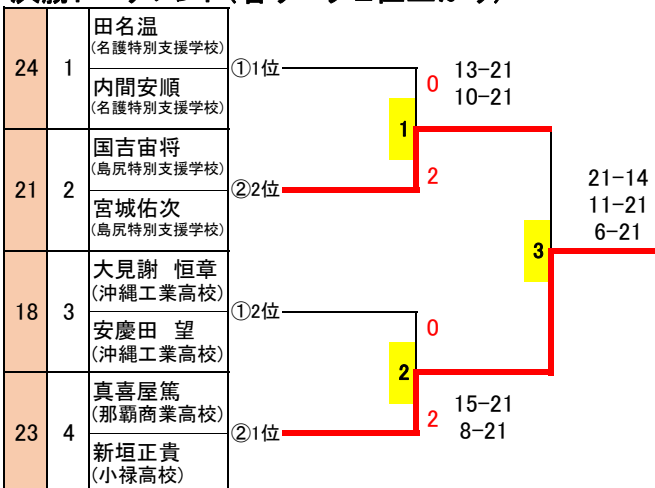 24
1
田名温
(名護特別支援学校)
内間安順
(名護特別支援学校)
①1位
0
13-21
10-21
1
21
2
国吉宙将
(島尻特別支援学校)
宮城佑次
(島尻特別支援学校)
②2位
2
21-14
11-21
6-21
3
18
3
大見謝　恒章
(沖縄工業高校)
安慶田　望
(沖縄工業高校)
①2位
0
2
23
4
真喜屋篤
(那覇商業高校)
新垣正貴
(小禄高校)
②1位
2
15-21
8-21